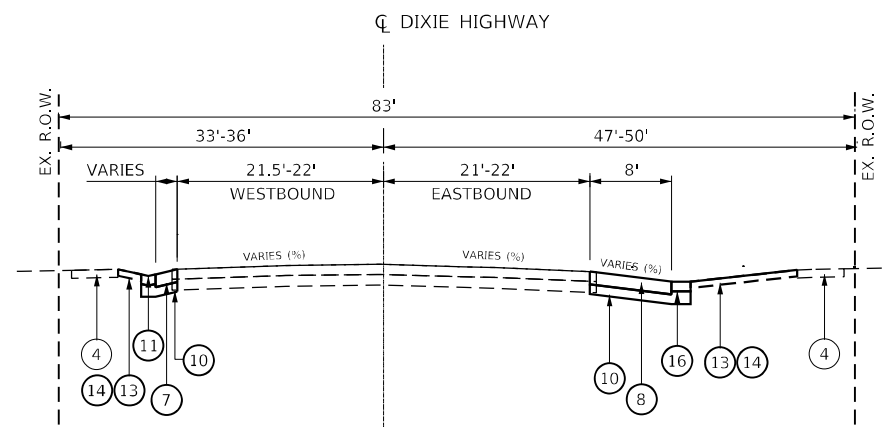 ℄ DIXIE HIGHWAY
EX. R.O.W.
83'
EX. R.O.W.
33'-36'
47'-50'
VARIES
21.5'-22'
21'-22'
8'
WESTBOUND
EASTBOUND
VARIES (%)
VARIES (%)
VARIES (%)
4
11
10
16
13
14
4
14
13
7
10
8